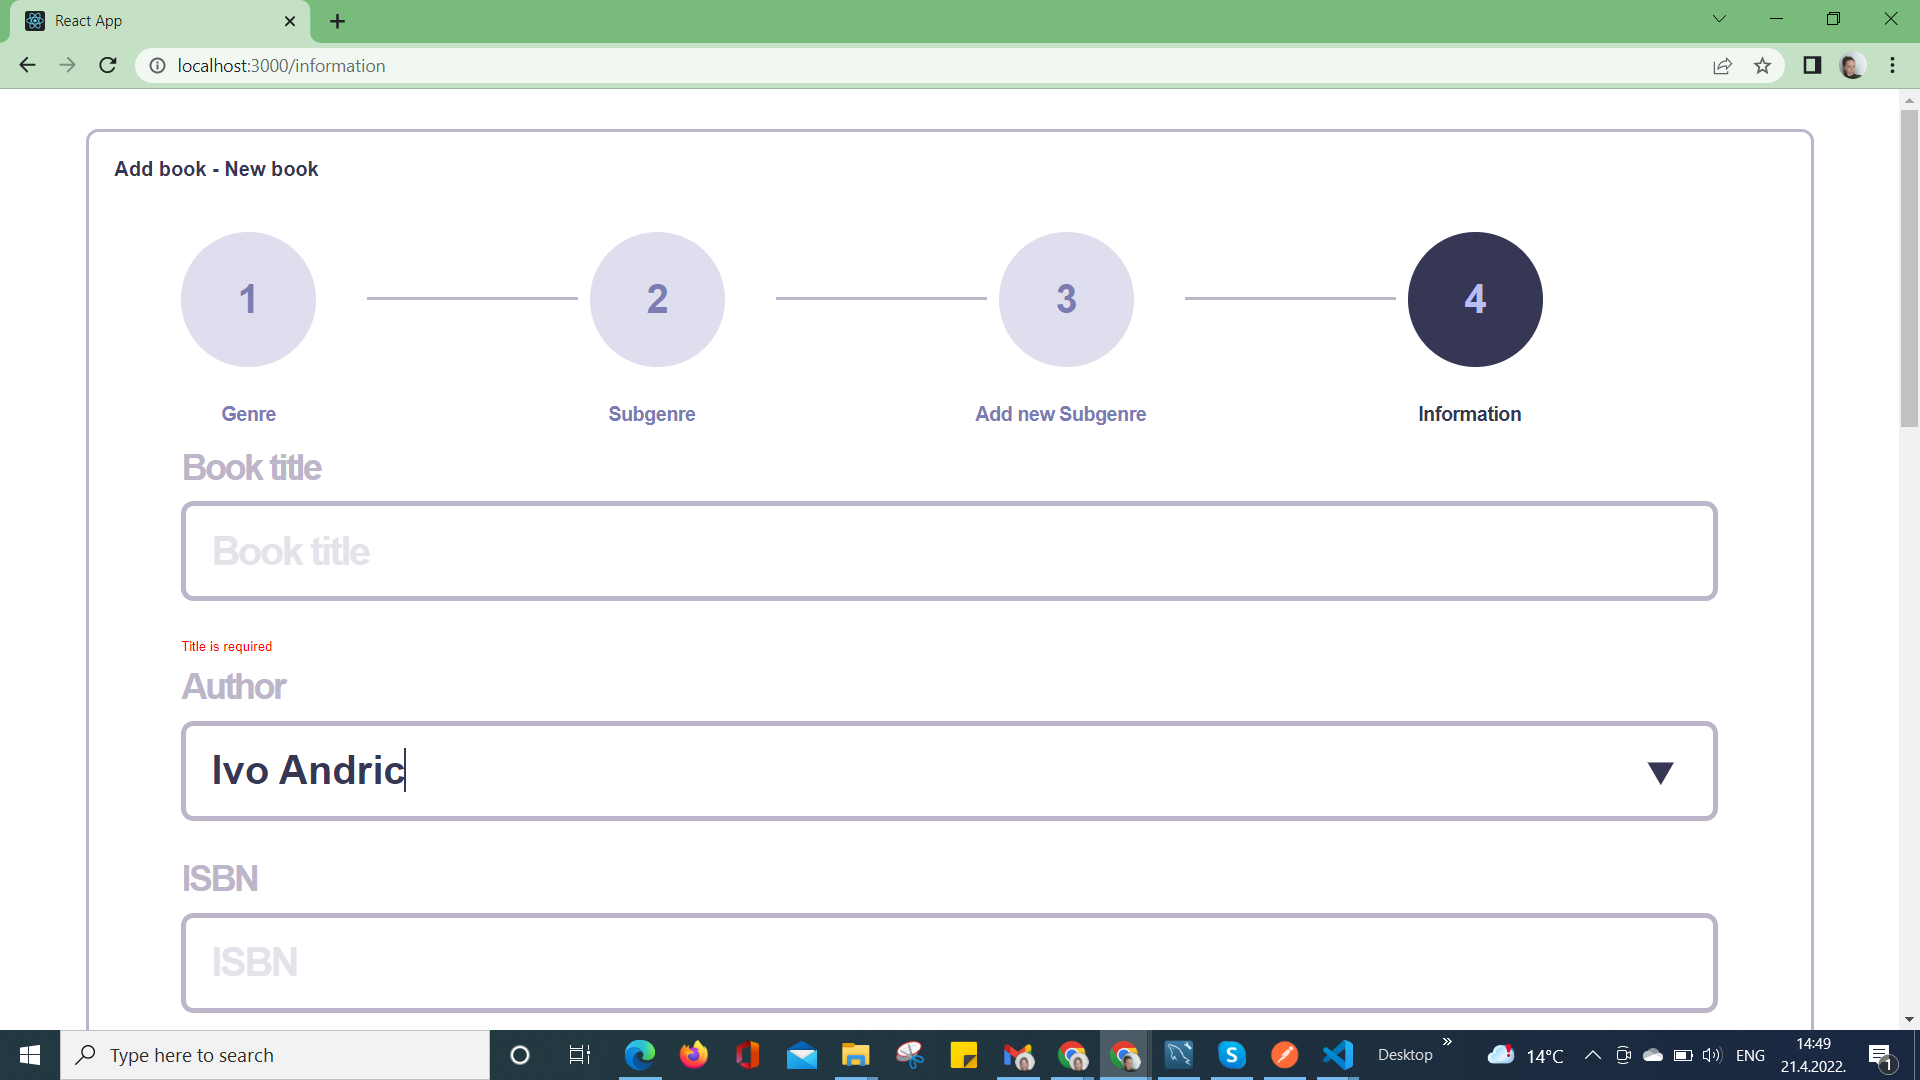 React App
localhost:3000/information
Add book - New book
1
2
3
4
Genre
Subgenre
Add new Subgenre
Information
Book title
Book title
Title is required
Author
Ivo Andric
ISBN
ISBN
Type here to search
Desktop
14°C
ENG
14:49
21.4.2022.
1